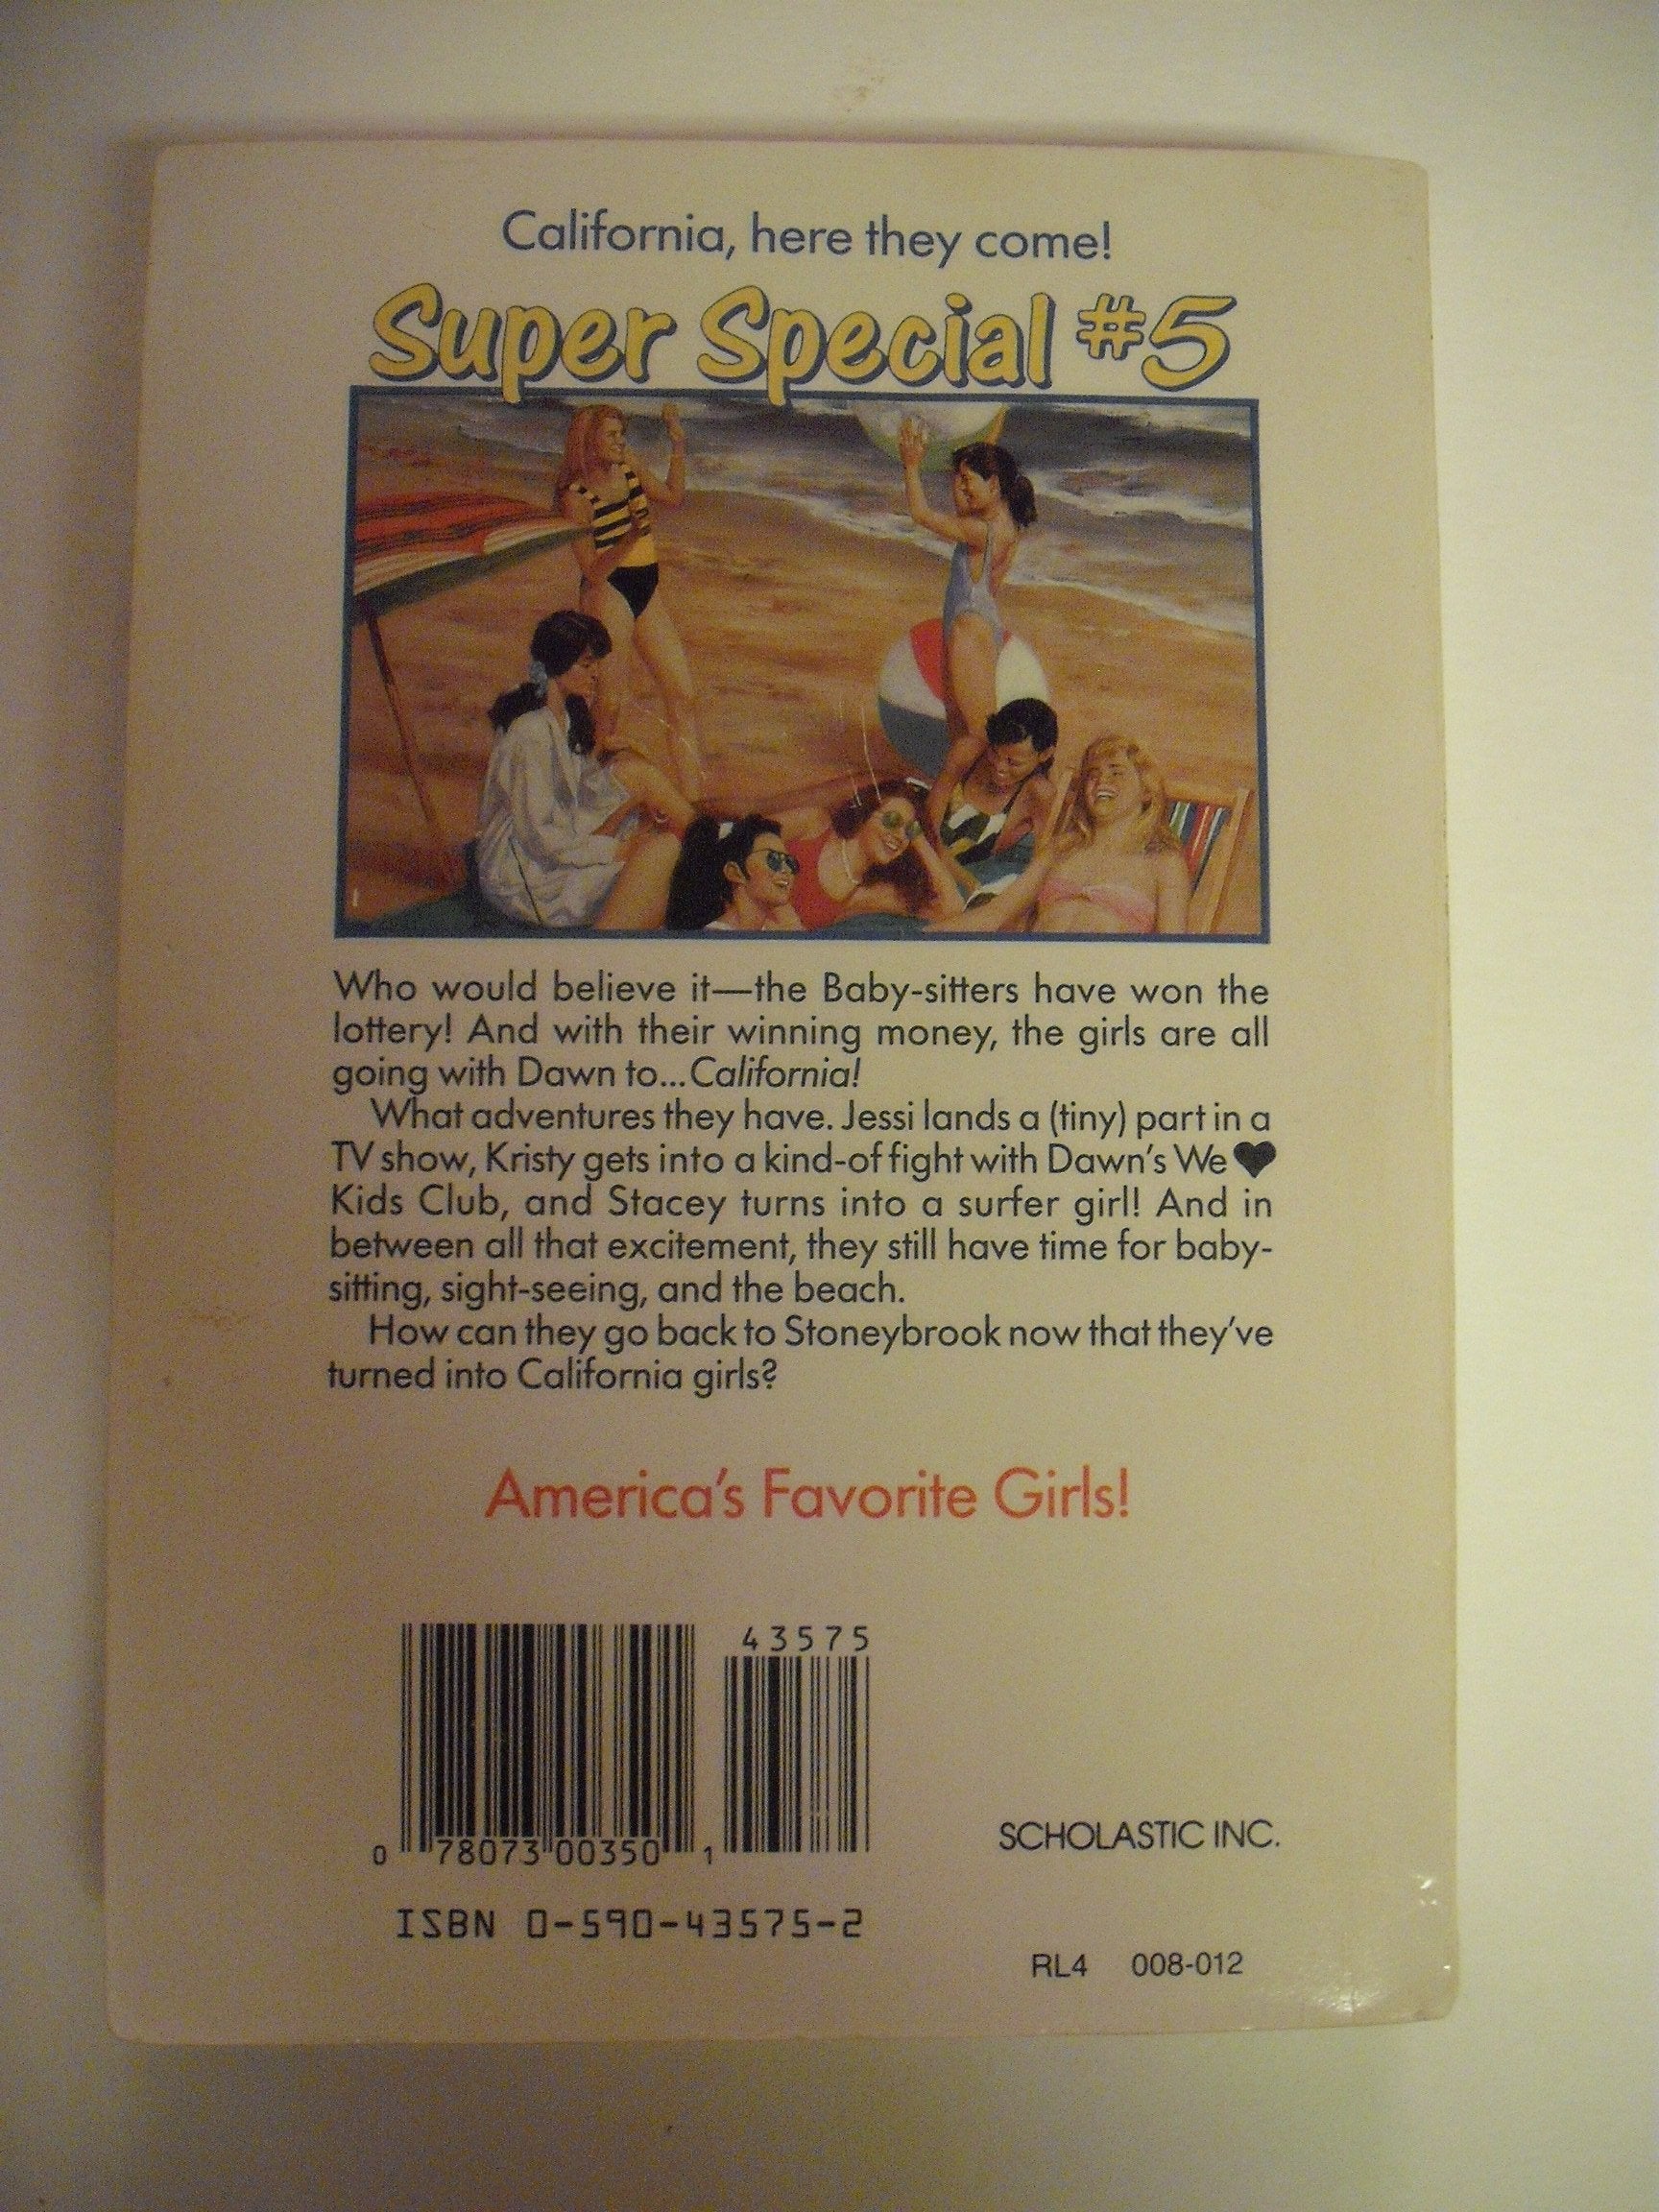 California, here they come!
Super Special #5
Who would believe it—the Baby-sitters have won the
lottery! And with their winning money, the girls are all
going with Dawn to...California!
What adventures they have. Jessi lands a (tiny) part in a
TV show, Kristy gets into a kind-of fight with Dawn's We ♥
Kids Club, and Stacey turns into a surfer girl! And in
between all that excitement, they still have time for baby-
sitting, sight-seeing, and the beach.
How can they go back to Stoneybrook now that they've
turned into California girls?
America's Favorite Girls!
43575
0 78073 00350 1
SCHOLASTIC INC.
ISBN 0-590-43575-2
RL4 008-012